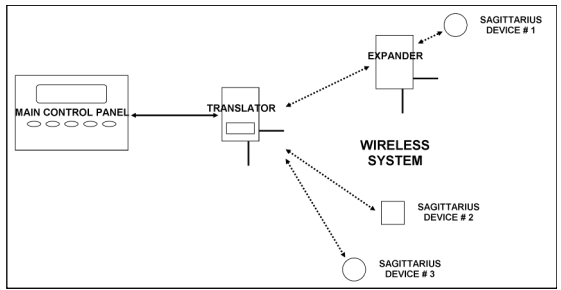 SAGITTARIUS
DEVICE # 1
EXPANDER
MAIN CONTROL PANEL
TRANSLATOR
WIRELESS
SYSTEM
SAGITTARIUS
DEVICE # 2
SAGITTARIUS
DEVICE # 3